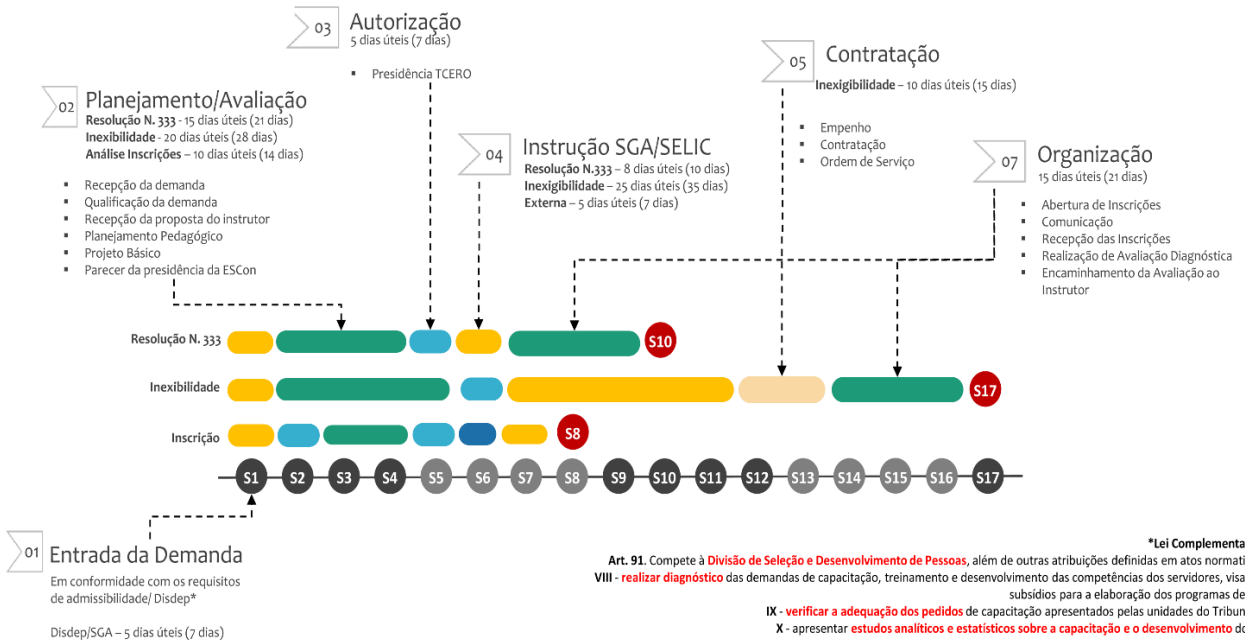 03
Autorização
5 dias úteis (7 dias)
▪ Presidência TCERO
02
Planejamento/Avaliação
Resolução N. 333 - 15 dias úteis (21 dias)
Inexibilidade - 20 dias úteis (28 dias)
Análise Inscrições – 10 dias úteis (14 dias)
▪ Recepção da demanda
▪ Qualificação da demanda
▪ Recepção da proposta do instrutor
▪ Planejamento Pedagógico
▪ Projeto Básico
▪ Parecer da presidência da ESCon
04
Instrução SGA/SELIC
Resolução N.333 – 8 dias úteis (10 dias)
Inexigibilidade – 25 dias úteis (35 dias)
Externa – 5 dias úteis (7 dias)
05
Contratação
Inexigibilidade – 10 dias úteis (15 dias)
▪ Empenho
▪ Contratação
▪ Ordem de Serviço
07
Organização
15 dias úteis (21 dias)
▪ Abertura de Inscrições
▪ Comunicação
▪ Recepção das Inscrições
▪ Realização de Avaliação Diagnóstica
▪ Encaminhamento da Avaliação ao
Instrutor
Resolução N. 333
S10
Inexibilidade
S17
Inscrição
S8
S1 S2 S3 S4 S5 S6 S7 S8 S9 S10 S11 S12 S13 S14 S15 S16 S17
01
Entrada da Demanda
Em conformidade com os requisitos
de admissibilidade/ Disdep*
Disdep/SGA – 5 dias úteis (7 dias)
*Lei Complementa
Art. 91. Compete à Divisão de Seleção e Desenvolvimento de Pessoas, além de outras atribuições definidas em atos normati
VIII - realizar diagnóstico das demandas de capacitação, treinamento e desenvolvimento das competências dos servidores, visa
subsídios para a elaboração dos programas de
IX - verificar a adequação dos pedidos de capacitação apresentados pelas unidades do Tribun
X - apresentar estudos analíticos e estatísticos sobre a capacitação e o desenvolvimento do